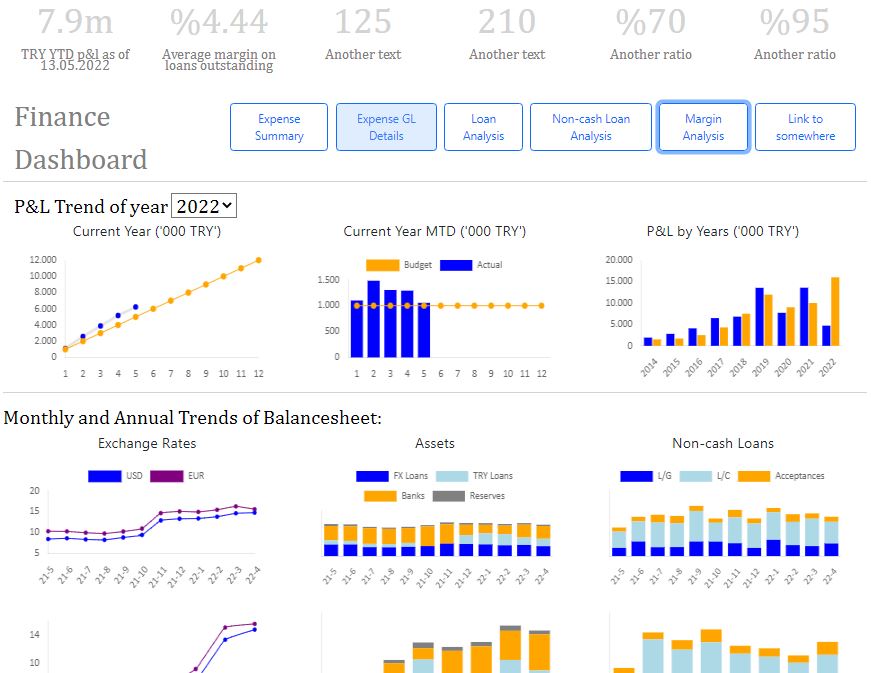 7.9m
%4.44
125
210
%70
%95
TRY YTD p&l as of
13.05.2022
Average margin on
loans outstanding
Another text
Another text
Another ratio
Another ratio
Finance
Dashboard
Expense
Summary
Expense GL
Details
Loan
Analysis
Non-cash Loan
Analysis
Margin
Analysis
Link to
somewhere
P&L Trend of year 2022
Current Year ('000 TRY')
12.000
10.000
8.000
6.000
4.000
2.000
0
1 2 3 4 5 6 7 8 9 10 11 12
Current Year MTD ('000 TRY')
Budget Actual
1.500
1.000
500
0
1 2 3 4 5 6 7 8 9 10 11 12
P&L by Years ('000 TRY')
20.000
15.000
10.000
5.000
0
2014 2015 2016 2017 2018 2019 2020 2021 2022
Monthly and Annual Trends of Balancesheet:
Exchange Rates
USD EUR
20
15
10
5
21-5 21-6 21-7 21-8 21-9 21-10 21-11 21-12 22-1 22-2 22-3 22-4
Assets
FX Loans TRY Loans
Banks Reserves
21-5 21-6 21-7 21-8 21-9 21-10 21-11 21-12 22-1 22-2 22-3 22-4
Non-cash Loans
L/G L/C Acceptances
21-5 21-6 21-7 21-8 21-9 21-10 21-11 21-12 22-1 22-2 22-3 22-4
14
10